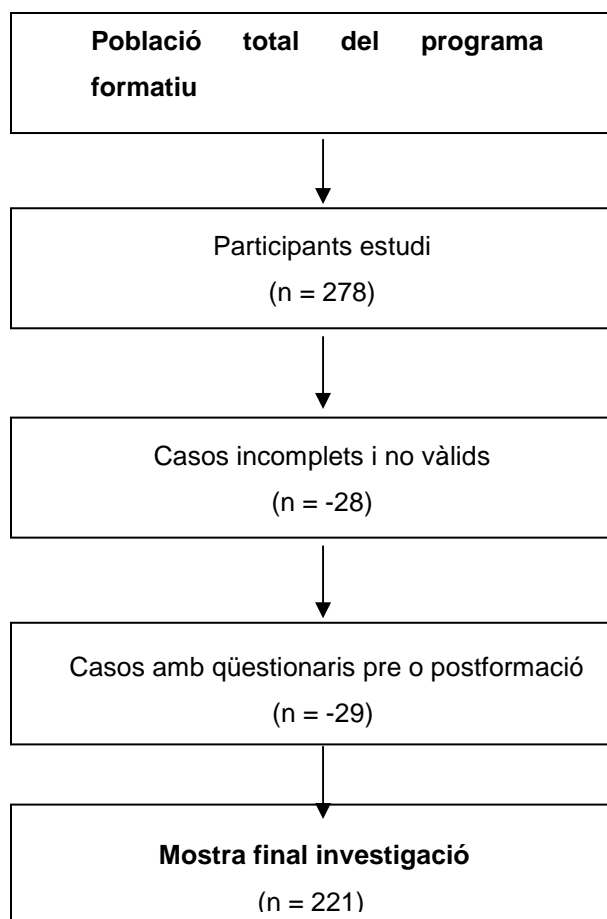 Població total del programa
formatiu
Participants estudi
(n = 278)
Casos incomplets i no vàlids
(n = -28)
Casos amb qüestionaris pre o postformació
(n = -29)
Mostra final investigació
(n = 221)